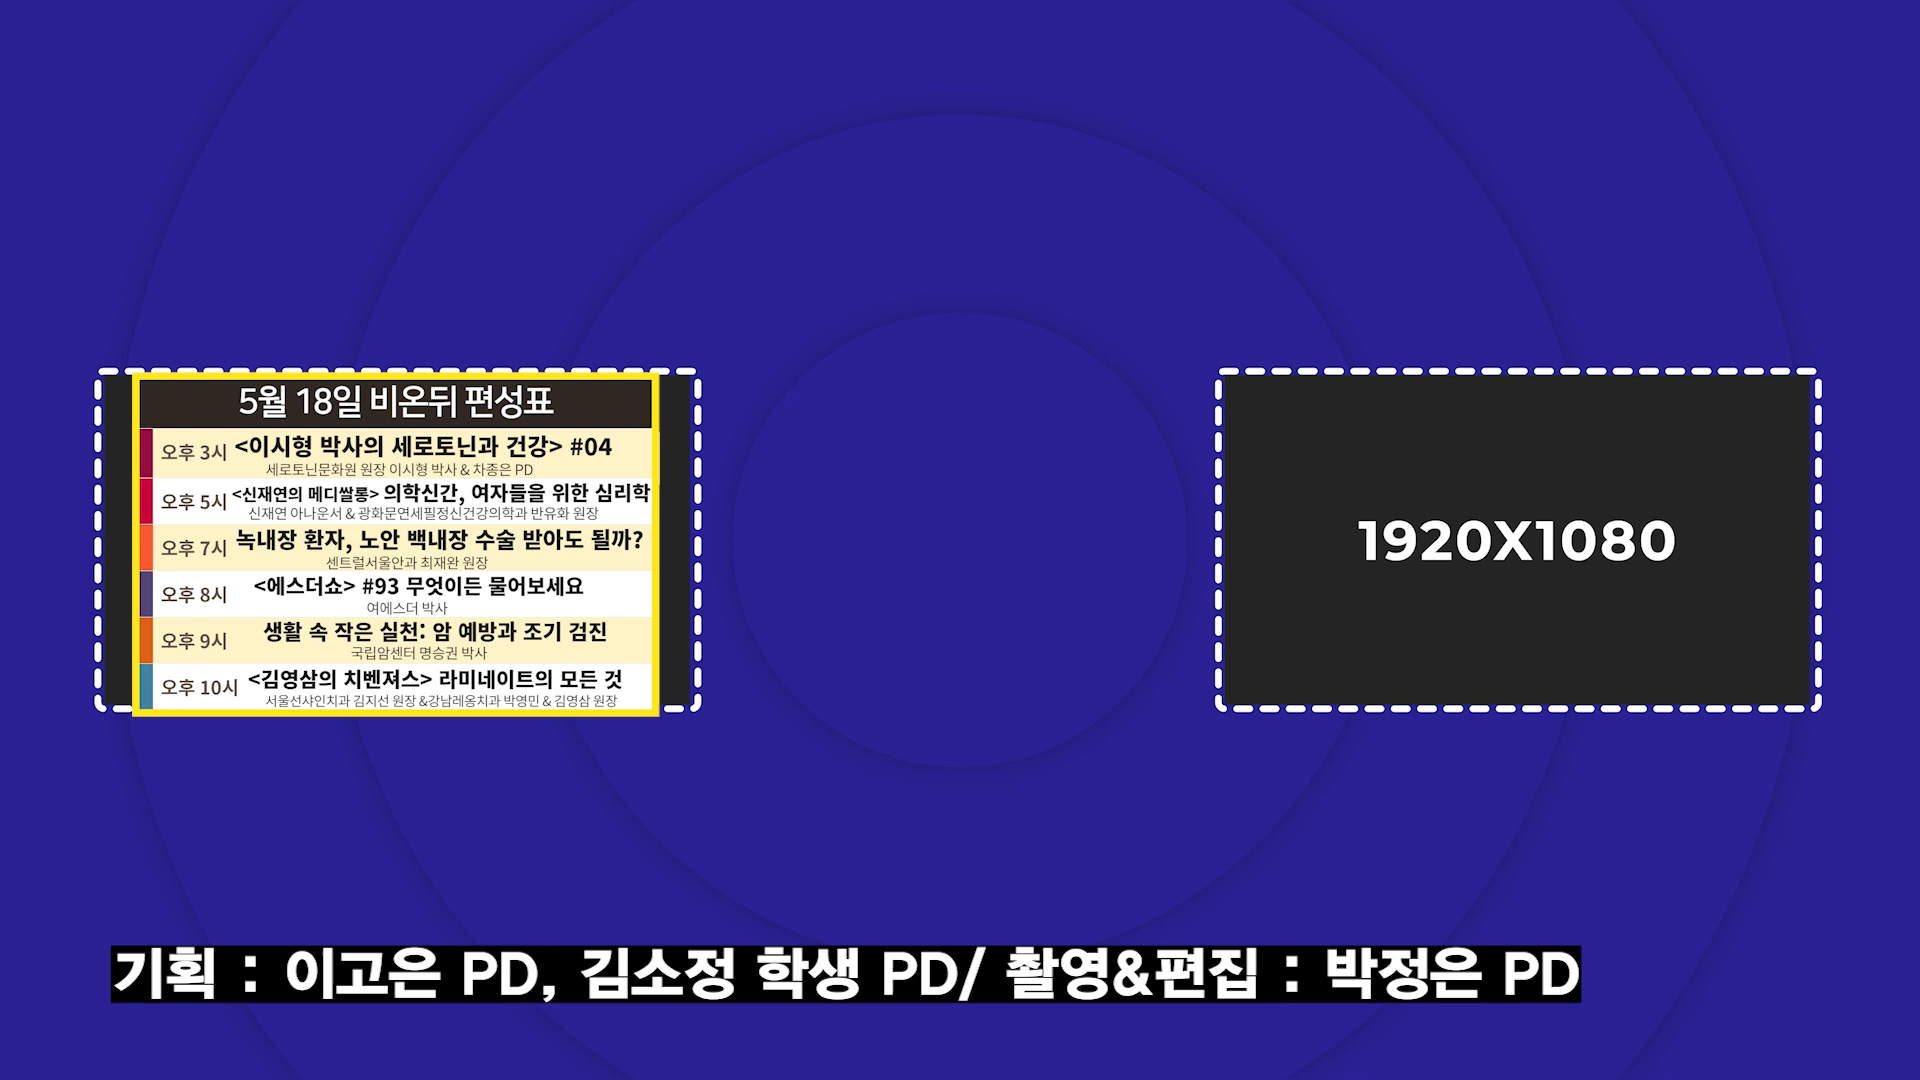 5월 18일 비온뒤 편성표
오후 3시 <이시형 박사의 세로토닌과 건강> #04
세로토닌문화원 원장 이시형 박사 & 차종은 PD
오후 5시 <신재연의 메디쌀롱> 의학신간, 여자들을 위한 심리학
신재연 아나운서 & 광화문연세필정신건강의학과 반유화 원장
오후 7시 녹내장 환자, 노안 백내장 수술 받아도 될까?
센트럴서울안과 최재완 원장
오후 8시 <에스더쇼> #93 무엇이든 물어보세요
여에스더 박사
오후 9시 생활 속 작은 실천: 암 예방과 조기 검진
국립암센터 명승권 박사
오후 10시 <김영삼의 치벤져스> 라미네이트의 모든 것
서울선샤인치과 김지선 원장 &강남레옹치과 박영민 & 김영삼 원장
1920X1080
기획 : 이고은 PD, 김소정 학생 PD/ 촬영&편집 : 박정은 PD